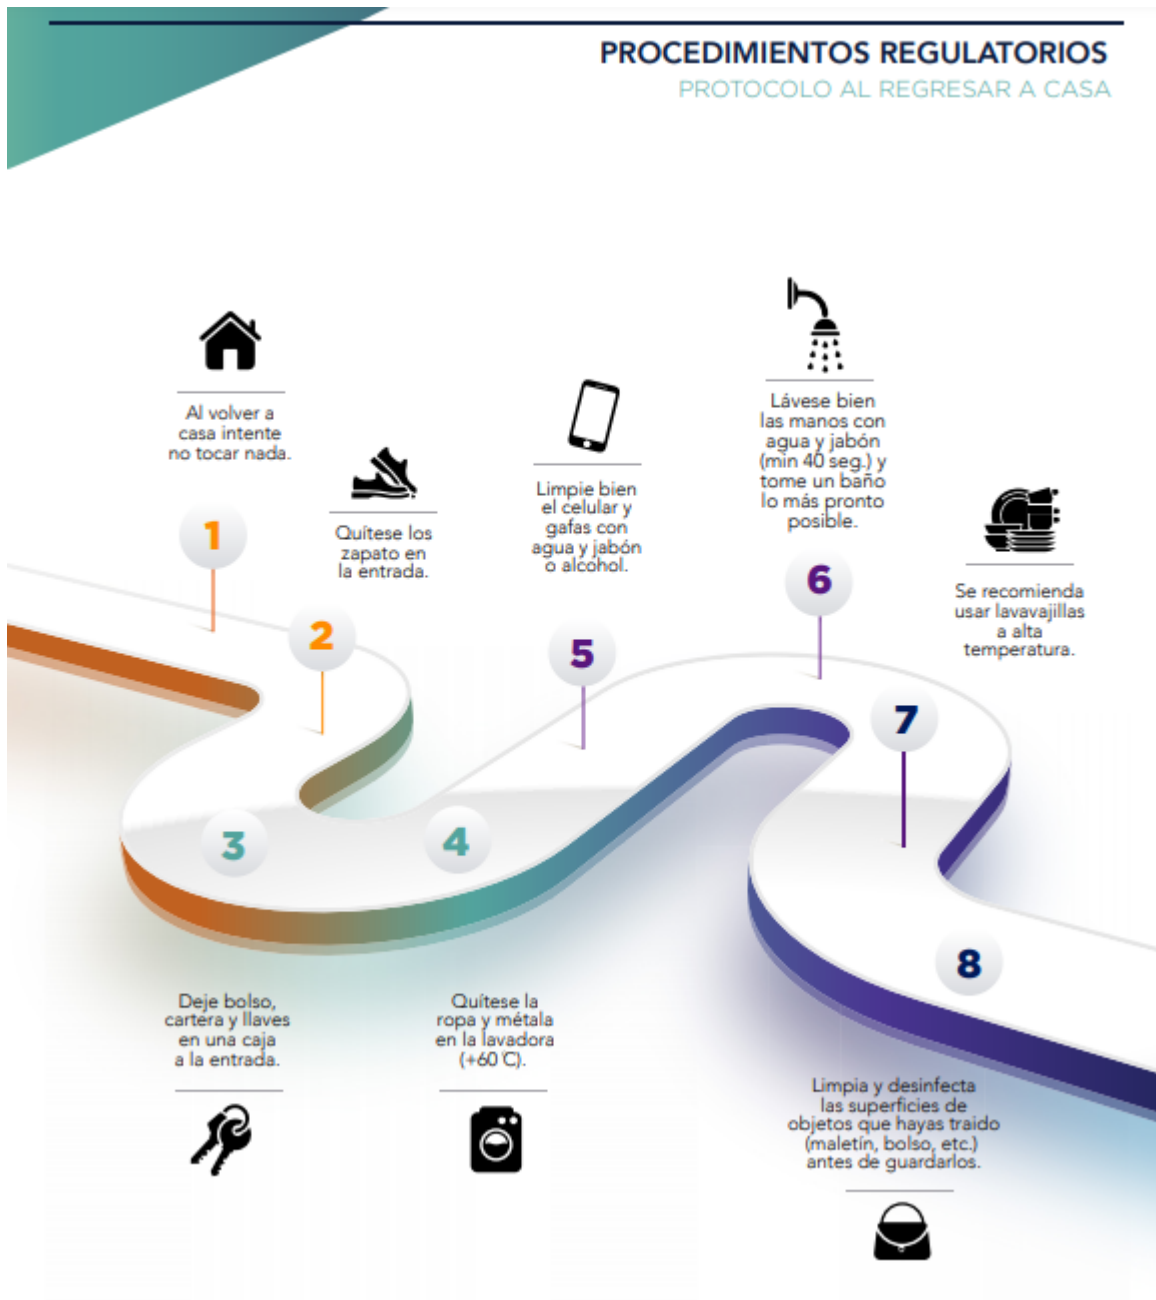 PROCEDIMIENTOS REGULATORIOS
PROTOCOLO AL REGRESAR A CASA
Al volver a
casa intente
no tocar nada.
1
Quítese los
zapato en
la entrada.
2
3
Deje bolso,
cartera y llaves
en una caja
a la entrada.
4
Quítese la
ropa y métala
en la lavadora
(+60°C).
Limpie bien
el celular y
gafas con
agua y jabón
o alcohol.
5
Lávese bien
las manos con
agua y jabón
(min 40 seg.) y
tome un baño
lo más pronto
posible.
6
Se recomienda
usar lavavajillas
a alta
temperatura.
7
8
Limpia y desinfecta
las superficies de
objetos que hayas traido
(maletín, bolso, etc.)
antes de guardarlos.